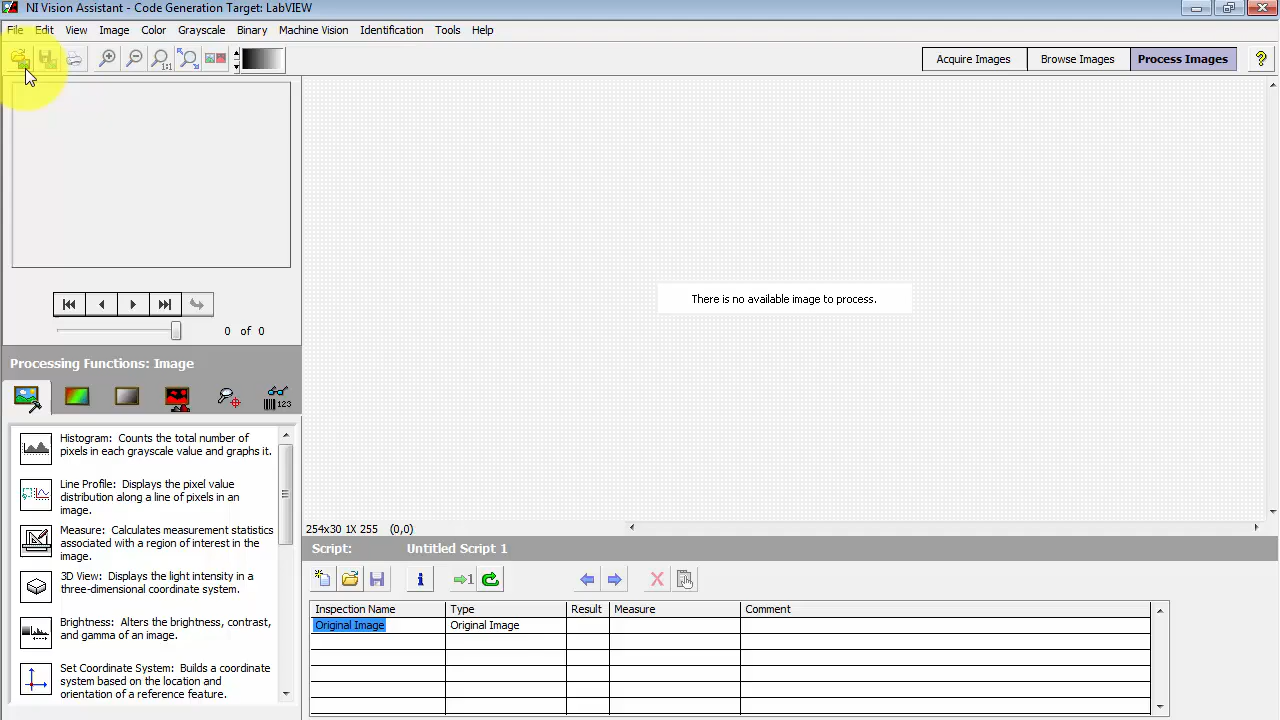 NI Vision Assistant - Code Generation Target: LabVIEW
File Edit View Image Color Grayscale Binary Machine Vision Identification Tools Help
1:1
Acquire Images Browse Images Process Images ?
There is no available image to process.
0 of 0
Processing Functions: Image
123
Histogram: Counts the total number of
pixels in each grayscale value and graphs it.
Line Profile: Displays the pixel value
distribution along a line of pixels in an
image.
Measure: Calculates measurement statistics
associated with a region of interest in the
image.
3D View: Displays the light intensity in a
three-dimensional coordinate system.
Brightness: Alters the brightness, contrast,
and gamma of an image.
Set Coordinate System: Builds a coordinate
system based on the location and
orientation of a reference feature.
254x30 1X 255 (0,0)
Script: Untitled Script 1
1
Inspection Name Type Result Measure Comment
Original Image Original Image